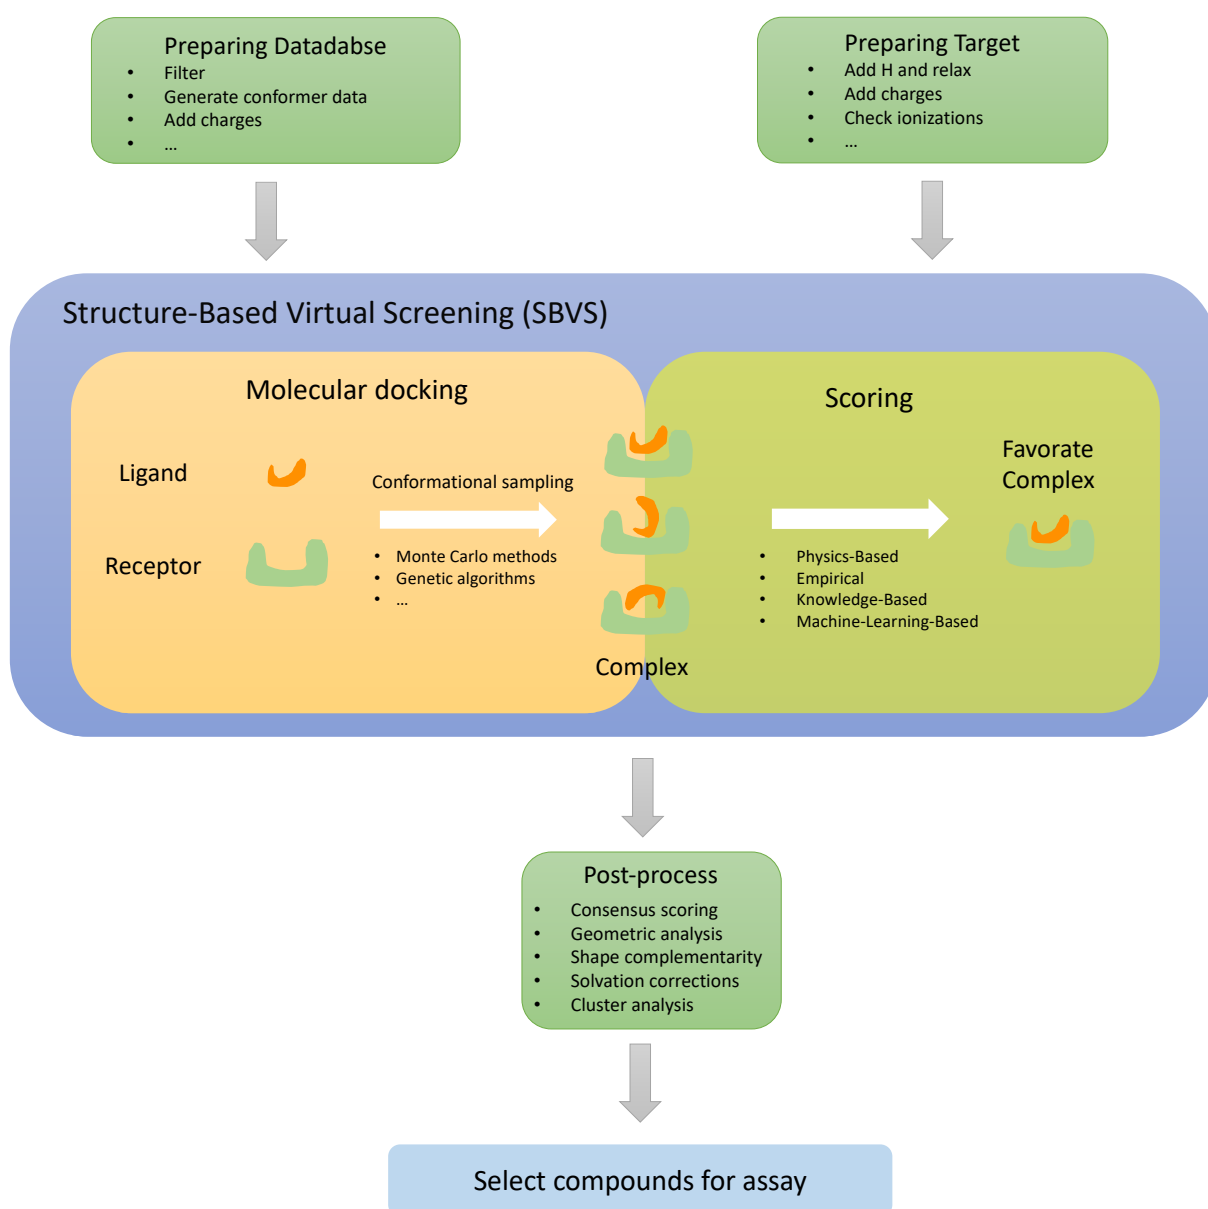 Preparing Datadabse
• Filter
• Generate conformer data
• Add charges
• ...
Preparing Target
• Add H and relax
• Add charges
• Check ionizations
• ...
Structure-Based Virtual Screening (SBVS)
Molecular docking
Ligand
Receptor
Conformational sampling
• Monte Carlo methods
• Genetic algorithms
• ...
Complex
Scoring
• Physics-Based
• Empirical
• Knowledge-Based
• Machine-Learning-Based
Favorate
Complex
Post-process
• Consensus scoring
• Geometric analysis
• Shape complementarity
• Solvation corrections
• Cluster analysis
Select compounds for assay